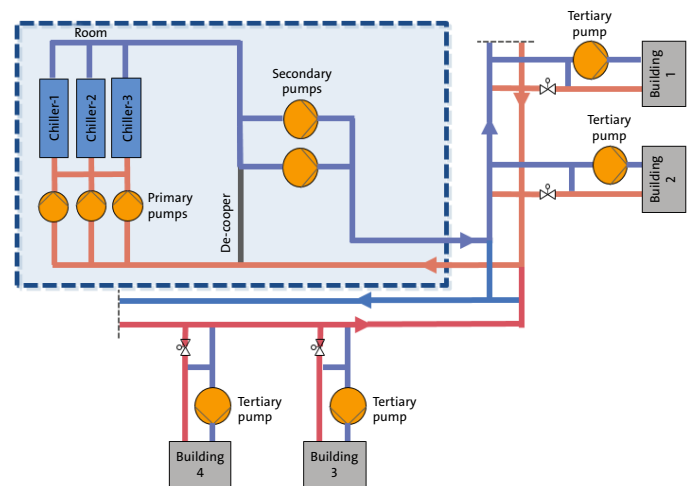 Room
Chiller-1
Chiller-2
Chiller-3
Secondary
pumps
Primary
pumps
De-cooper
Tertiary
pump
Building
1
Tertiary
pump
Building
2
Tertiary
pump
Tertiary
pump
Building
4
Building
3